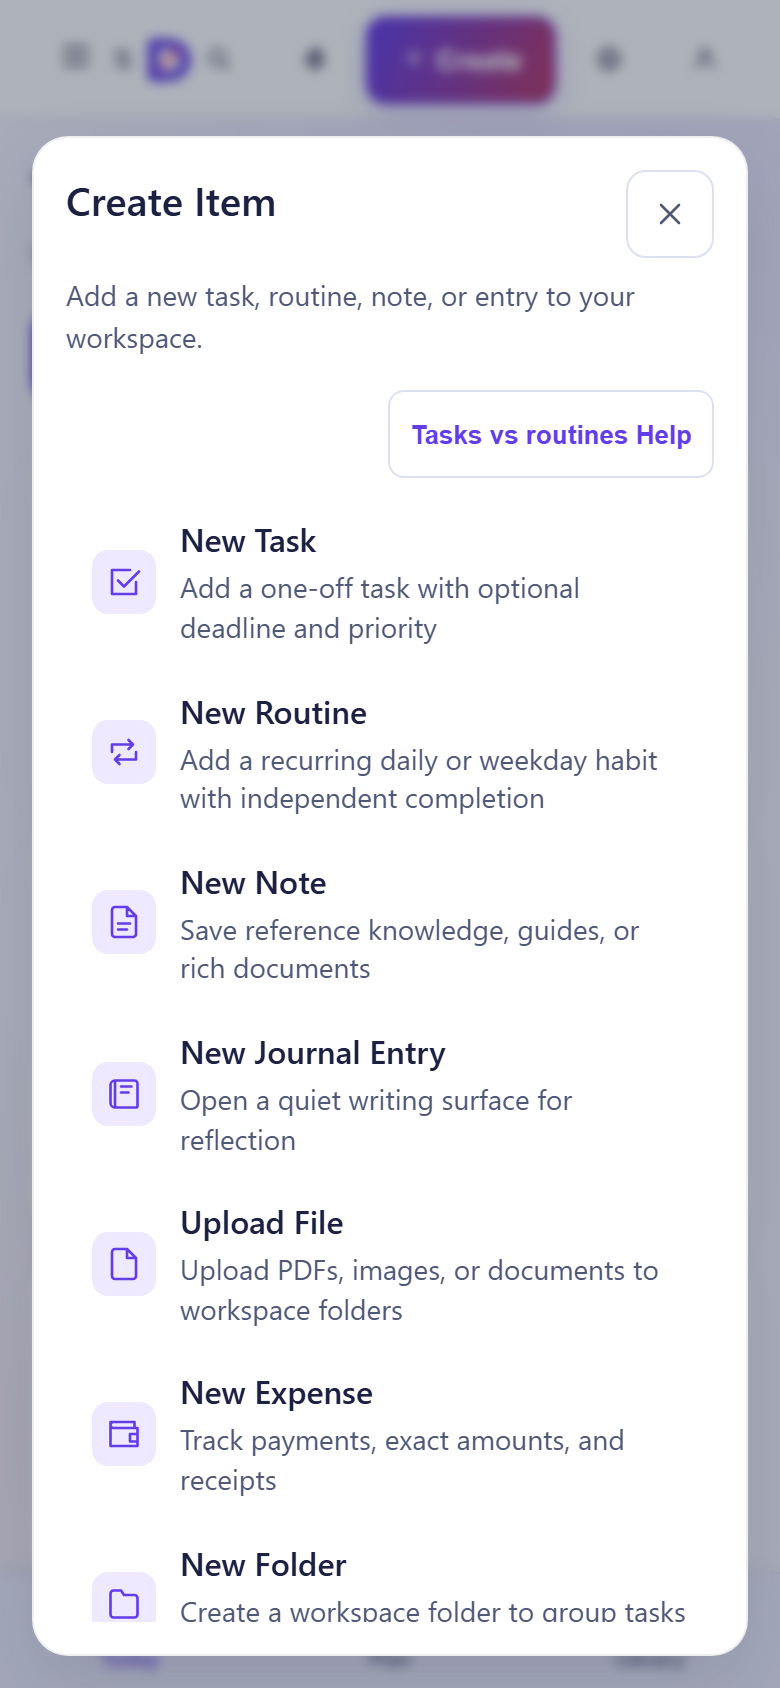 Create
Create Item
Add a new task, routine, note, or entry to your
workspace.
Tasks vs routines Help
New Task
Add a one-off task with optional
deadline and priority
New Routine
Add a recurring daily or weekday habit
with independent completion
New Note
Save reference knowledge, guides, or
rich documents
New Journal Entry
Open a quiet writing surface for
reflection
Upload File
Upload PDFs, images, or documents to
workspace folders
New Expense
Track payments, exact amounts, and
receipts
New Folder
Create a workspace folder to group tasks